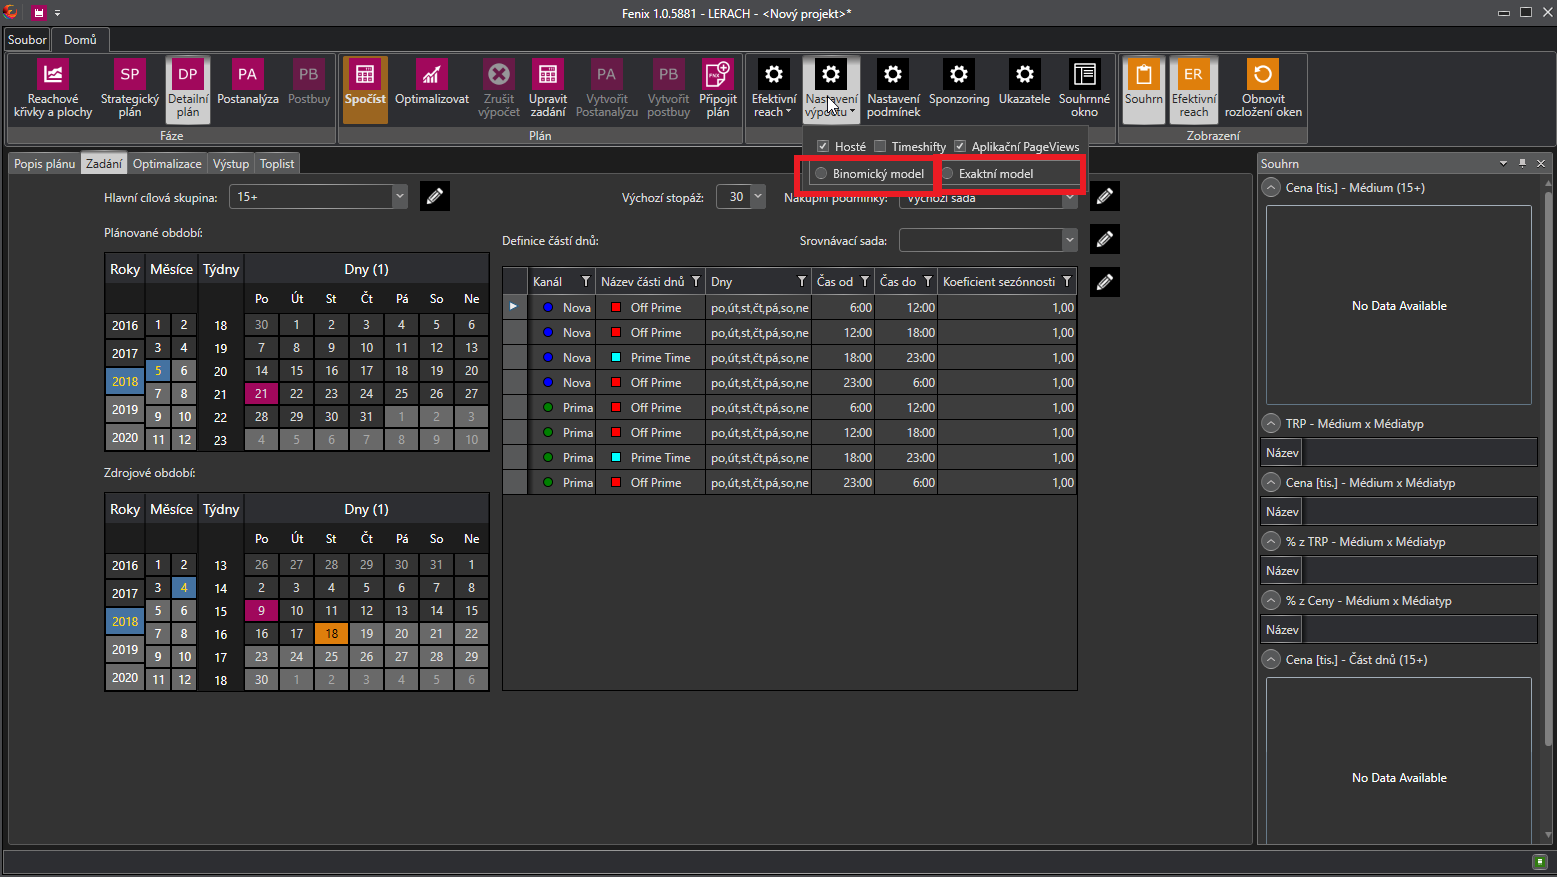 Fenix 1.0.5881 - LERACH - <Nový projekt>*
Soubor Domů
Reachové křivky a plochy
SP Strategický plán
DP Detailní plán
PA Postanalýza
PB Postbuy
Fáze
Spočíst
Optimalizovat
Zrušit výpočet
Upravit zadání
PA Vytvořit Postanalýzu
PB Vytvořit postbuy
Připojit plán
Plán
Efektivní reach
Nastavení výpočtu
Nastavení podmínek
Sponzoring
Ukazatele
Souhrnné okno
Souhrn
ER Efektivní reach
Obnovit rozložení oken
Zobrazení
Hosté Timeshifty Aplikační PageViews
Binomický model Exaktní model
Popis plánu Zadání Optimalizace Výstup Toplist
Hlavní cílová skupina: 15+
Výchozí stopáž: 30
Nákupní podmínky: Výchozí sada
Plánované období:
Definice částí dnů:
Srovnávací sada:
Roky Měsíce Týdny Dny (1)
Po Út St Čt Pá So Ne
2016 1 2 18 30 1 2 3 4 5 6
2017 3 4 19 7 8 9 10 11 12 13
2018 5 6 20 14 15 16 17 18 19 20
7 8 21 21 22 23 24 25 26 27
2019 9 10 22 28 29 30 31 1 2 3
2020 11 12 23 4 5 6 7 8 9 10
Zdrojové období:
Roky Měsíce Týdny Dny (1)
Po Út St Čt Pá So Ne
2016 1 2 13 26 27 28 29 30 31 1
2017 3 4 14 2 3 4 5 6 7 8
2018 5 6 15 9 10 11 12 13 14 15
7 8 16 16 17 18 19 20 21 22
2019 9 10 17 23 24 25 26 27 28 29
2020 11 12 18 30 1 2 3 4 5 6
Kanál Název části dnů Dny Čas od Čas do Koeficient sezónnosti
Nova Off Prime po,út,st,čt,pá,so,ne 6:00 12:00 1,00
Nova Off Prime po,út,st,čt,pá,so,ne 12:00 18:00 1,00
Nova Prime Time po,út,st,čt,pá,so,ne 18:00 23:00 1,00
Nova Off Prime po,út,st,čt,pá,so,ne 23:00 6:00 1,00
Prima Off Prime po,út,st,čt,pá,so,ne 6:00 12:00 1,00
Prima Off Prime po,út,st,čt,pá,so,ne 12:00 18:00 1,00
Prima Prime Time po,út,st,čt,pá,so,ne 18:00 23:00 1,00
Prima Off Prime po,út,st,čt,pá,so,ne 23:00 6:00 1,00
Souhrn
Cena [tis.] - Médium (15+)
No Data Available
TRP - Médium x Médiatyp
Název
Cena [tis.] - Médium x Médiatyp
Název
% z TRP - Médium x Médiatyp
Název
% z Ceny - Médium x Médiatyp
Název
Cena [tis.] - Část dnů (15+)
No Data Available